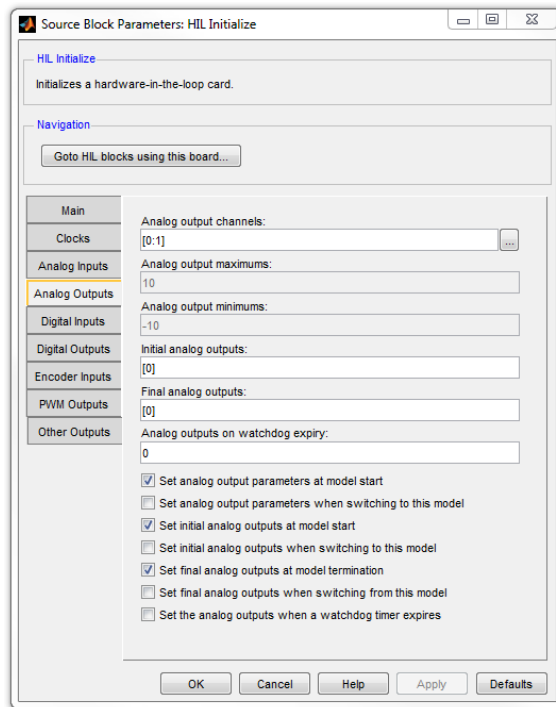 Source Block Parameters: HIL Initialize
HIL Initialize
Initializes a hardware-in-the-loop card.
Navigation
Goto HIL blocks using this board...
Main
Clocks
Analog Inputs
Analog Outputs
Digital Inputs
Digital Outputs
Encoder Inputs
PWM Outputs
Other Outputs
Analog output channels:
[0:1]
...
Analog output maximums:
10
Analog output minimums:
-10
Initial analog outputs:
[0]
Final analog outputs:
[0]
Analog outputs on watchdog expiry:
0
Set analog output parameters at model start
Set analog output parameters when switching to this model
Set initial analog outputs at model start
Set initial analog outputs when switching to this model
Set final analog outputs at model termination
Set final analog outputs when switching from this model
Set the analog outputs when a watchdog timer expires
OK
Cancel
Help
Apply
Defaults